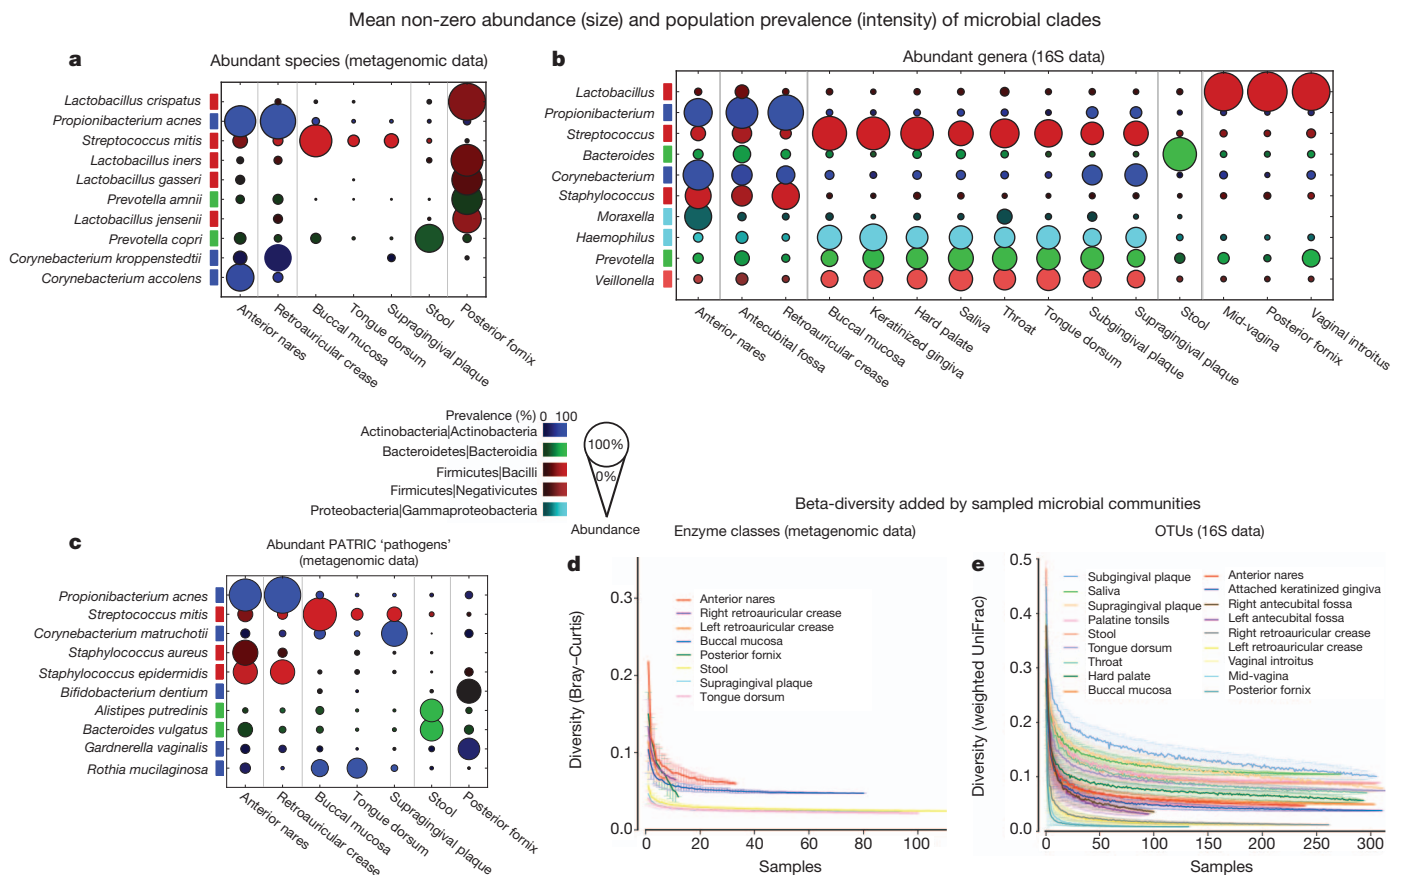 Mean non-zero abundance (size) and population prevalence (intensity) of microbial clades
a
Abundant species (metagenomic data)
Lactobacillus crispatus
Propionibacterium acnes
Streptococcus mitis
Lactobacillus iners
Lactobacillus gasseri
Prevotella amnii
Lactobacillus jensenii
Prevotella copri
Corynebacterium kroppenstedtii
Corynebacterium accolens
Anterior nares
Retroauricular crease
Buccal mucosa
Tongue dorsum
Supragingival plaque
Stool
Posterior fornix
b
Abundant genera (16S data)
Lactobacillus
Propionibacterium
Streptococcus
Bacteroides
Corynebacterium
Staphylococcus
Moraxella
Haemophilus
Prevotella
Veillonella
Anterior nares
Antecubital fossa
Retroauricular crease
Buccal mucosa
Keratinized gingiva
Hard palate
Saliva
Throat
Tongue dorsum
Subgingival plaque
Supragingival plaque
Stool
Mid-vagina
Posterior fornix
Vaginal introitus
Prevalence (%) 0 100
Actinobacteria|Actinobacteria
Bacteroidetes|Bacteroidia
Firmicutes|Bacilli
Firmicutes|Negativicutes
Proteobacteria|Gammaproteobacteria
100%
0%
Abundance
c
Abundant PATRIC ‘pathogens’
(metagenomic data)
Propionibacterium acnes
Streptococcus mitis
Corynebacterium matruchotii
Staphylococcus aureus
Staphylococcus epidermidis
Bifidobacterium dentium
Alistipes putredinis
Bacteroides vulgatus
Gardnerella vaginalis
Rothia mucilaginosa
Anterior nares
Retroauricular crease
Buccal mucosa
Tongue dorsum
Supragingival plaque
Stool
Posterior fornix
Beta-diversity added by sampled microbial communities
d
Enzyme classes (metagenomic data)
Diversity (Bray–Curtis)
0.3
0.2
0.1
0.0
Anterior nares
Right retroauricular crease
Left retroauricular crease
Buccal mucosa
Posterior fornix
Stool
Supragingival plaque
Tongue dorsum
0 20 40 60 80 100
Samples
e
OTUs (16S data)
Diversity (weighted UniFrac)
0.5
0.4
0.3
0.2
0.1
0.0
Subgingival plaque
Saliva
Supragingival plaque
Palatine tonsils
Stool
Tongue dorsum
Throat
Hard palate
Buccal mucosa
Anterior nares
Attached keratinized gingiva
Right antecubital fossa
Left antecubital fossa
Right retroauricular crease
Left retroauricular crease
Vaginal introitus
Mid-vagina
Posterior fornix
0 50 100 150 200 250 300
Samples